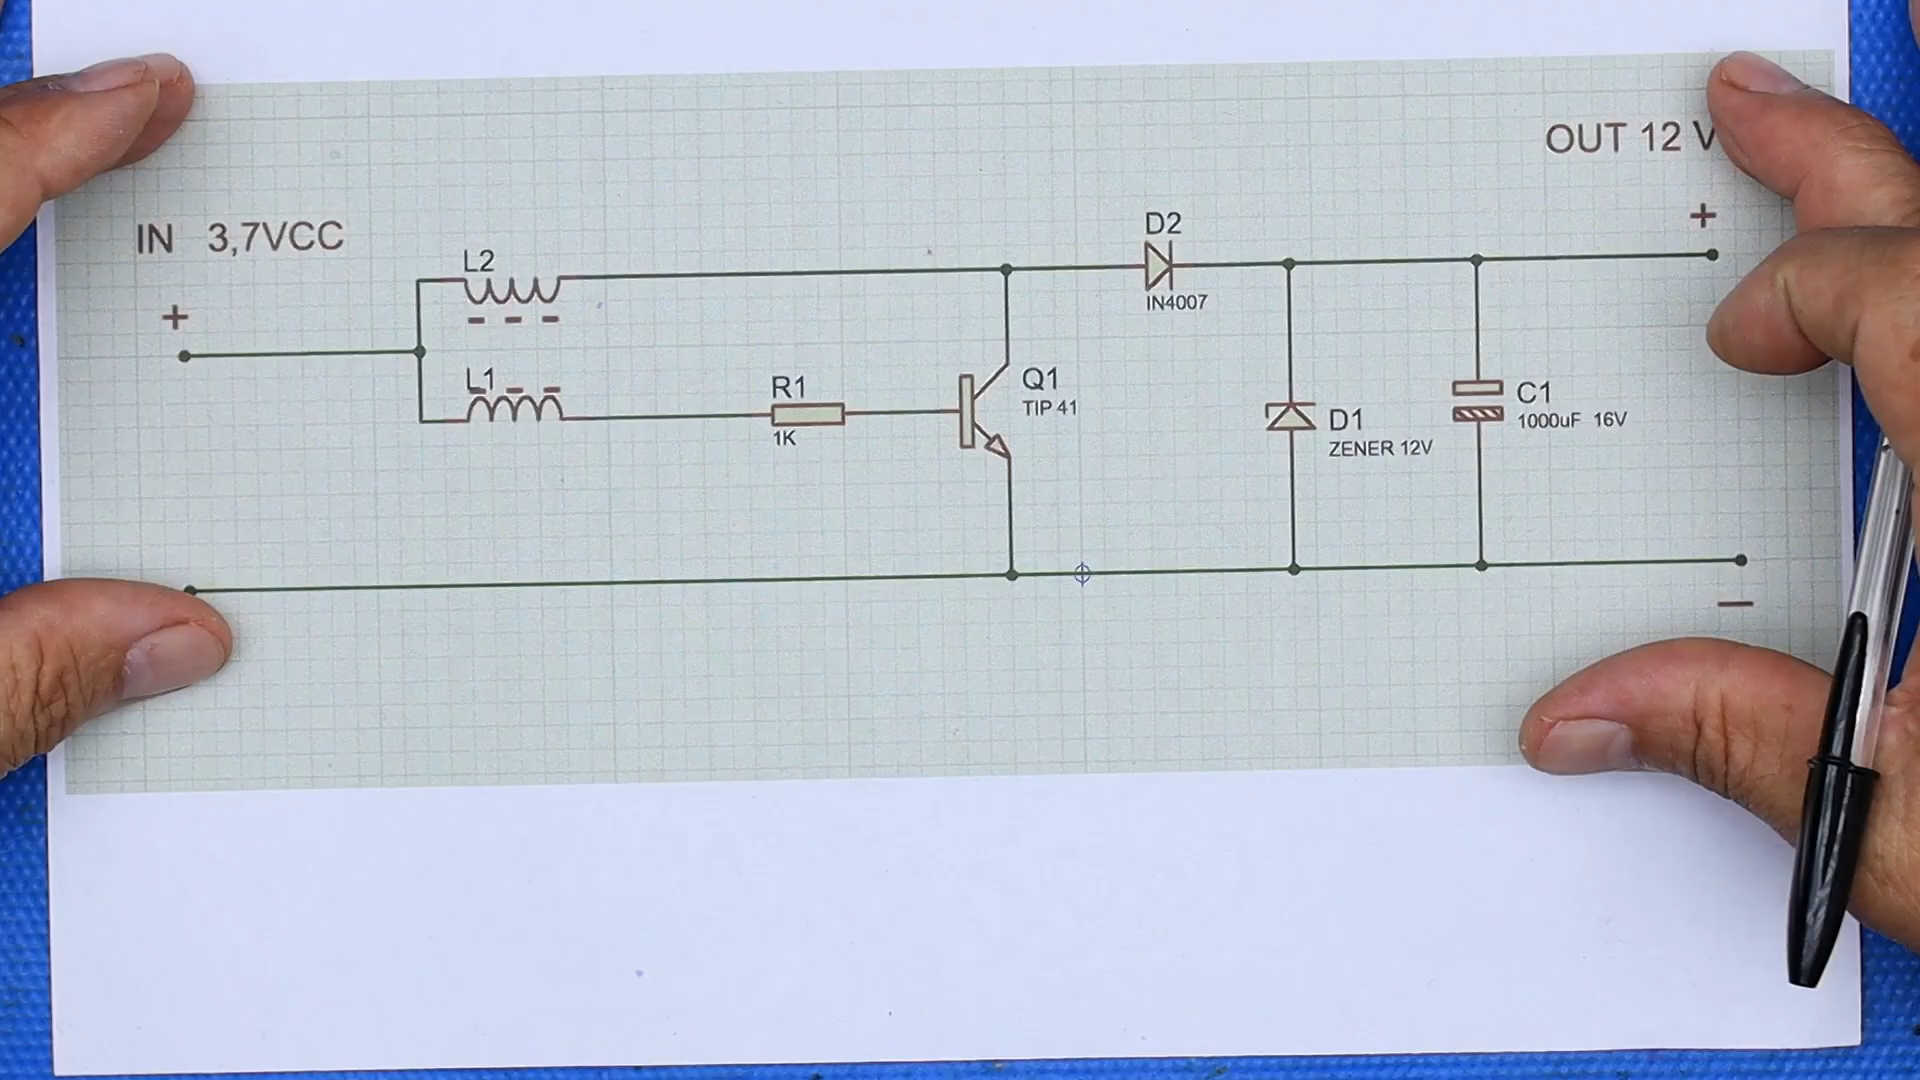 OUT 12 V
+
IN 3,7VCC
+
L2
D2
IN4007
L1
R1
1K
Q1
TIP 41
D1
ZENER 12V
C1
1000uF 16V
—